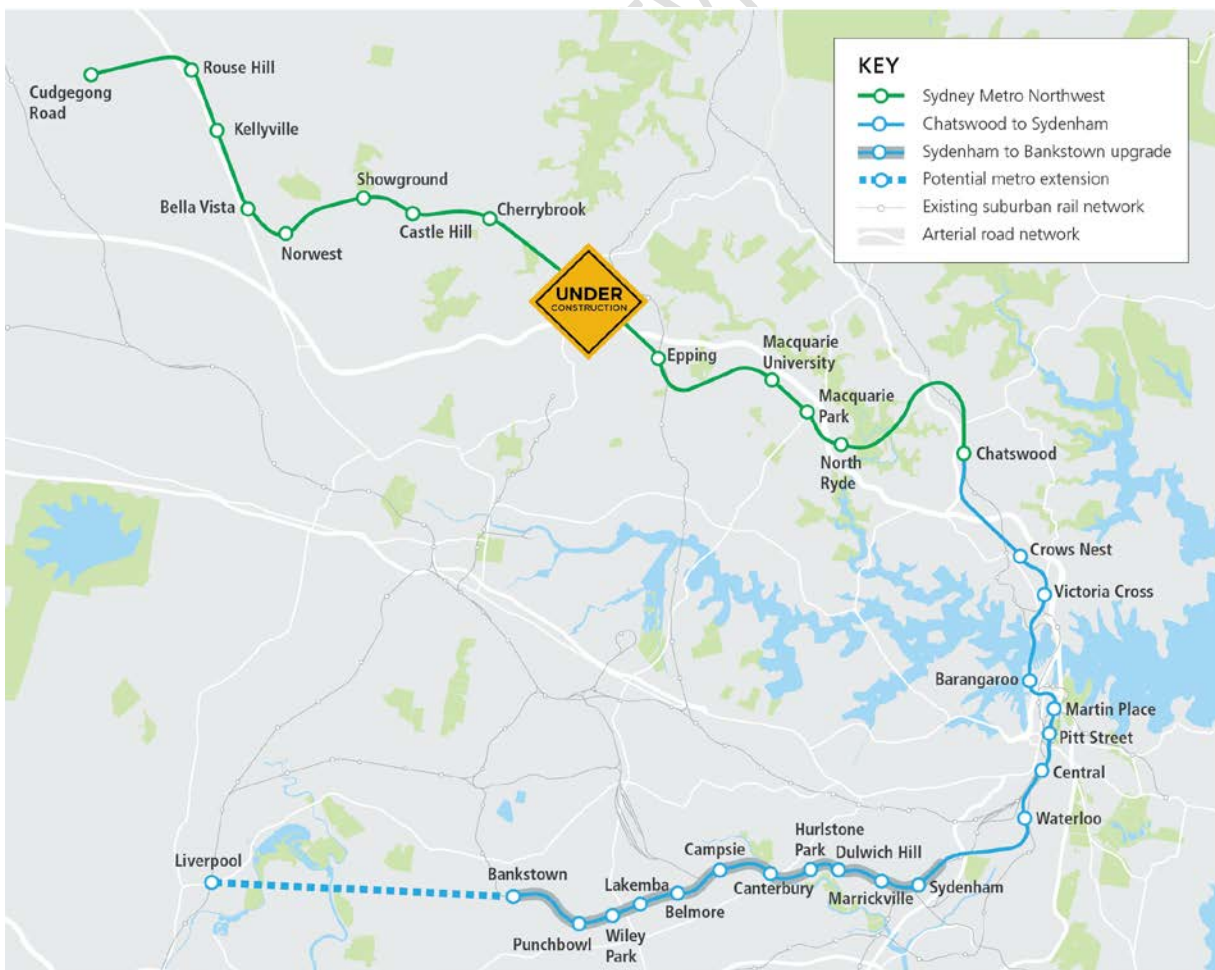 KEY
Sydney Metro Northwest
Chatswood to Sydenham
Sydenham to Bankstown upgrade
Potential metro extension
Existing suburban rail network
Arterial road network
Cudgegong
Road
Rouse Hill
Kellyville
Bella Vista
Norwest
Showground
Castle Hill
Cherrybrook
UNDER
CONSTRUCTION
Epping
Macquarie
University
Macquarie
Park
North
Ryde
Chatswood
Crows Nest
Victoria Cross
Barangaroo
Martin Place
Pitt Street
Central
Waterloo
Sydenham
Marrickville
Dulwich Hill
Hurlstone
Park
Canterbury
Campsie
Belmore
Lakemba
Wiley
Park
Punchbowl
Bankstown
Liverpool